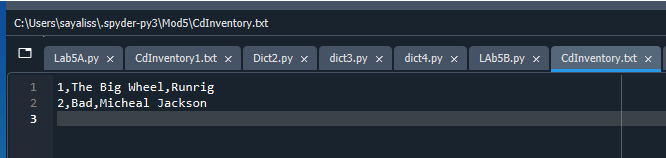 C:\Users\sayaliss\.spyder-py3\Mod5\CdInventory.txt
Lab5A.py × CdInventory1.txt × Dict2.py × dict3.py × dict4.py × LAb5B.py × CdInventory.txt ×
1 1,The Big Wheel,Runrig
2 2,Bad,Micheal Jackson
3